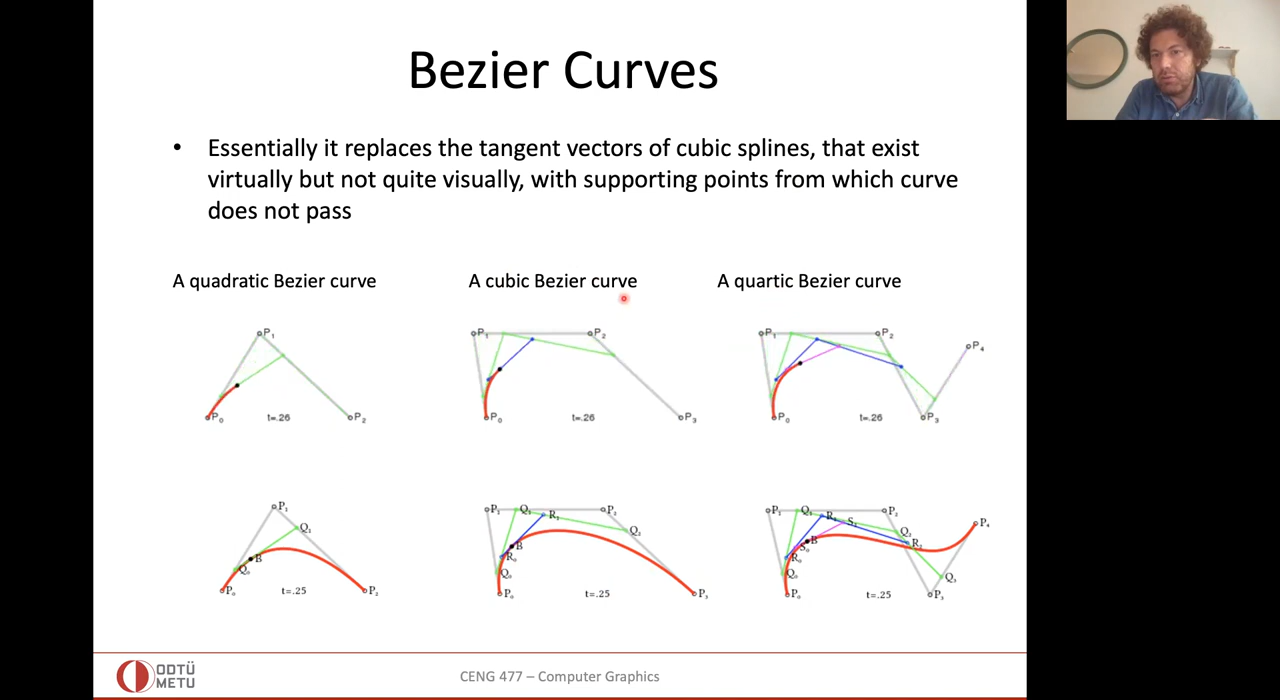 Bezier Curves
• Essentially it replaces the tangent vectors of cubic splines, that exist
virtually but not quite visually, with supporting points from which curve
does not pass
A quadratic Bezier curve
A cubic Bezier curve
A quartic Bezier curve
P₁
P₀
t=.26
P₂
P₁
P₂
P₀
t=.26
P₃
P₁
P₂
P₄
P₀
t=.26
P₃
P₁
Q₁
B
Q₀
P₀
t=.25
P₂
P₁
Q₁
R₁
P₂
Q₂
B
R₀
Q₀
P₀
t=.25
P₃
P₁
Q₁
R₁
S₁
P₂
P₄
Q₂
R₂
B
S₀
R₀
Q₀
Q₃
P₀
t=.25
P₃
ODTÜ
METU
CENG 477 – Computer Graphics